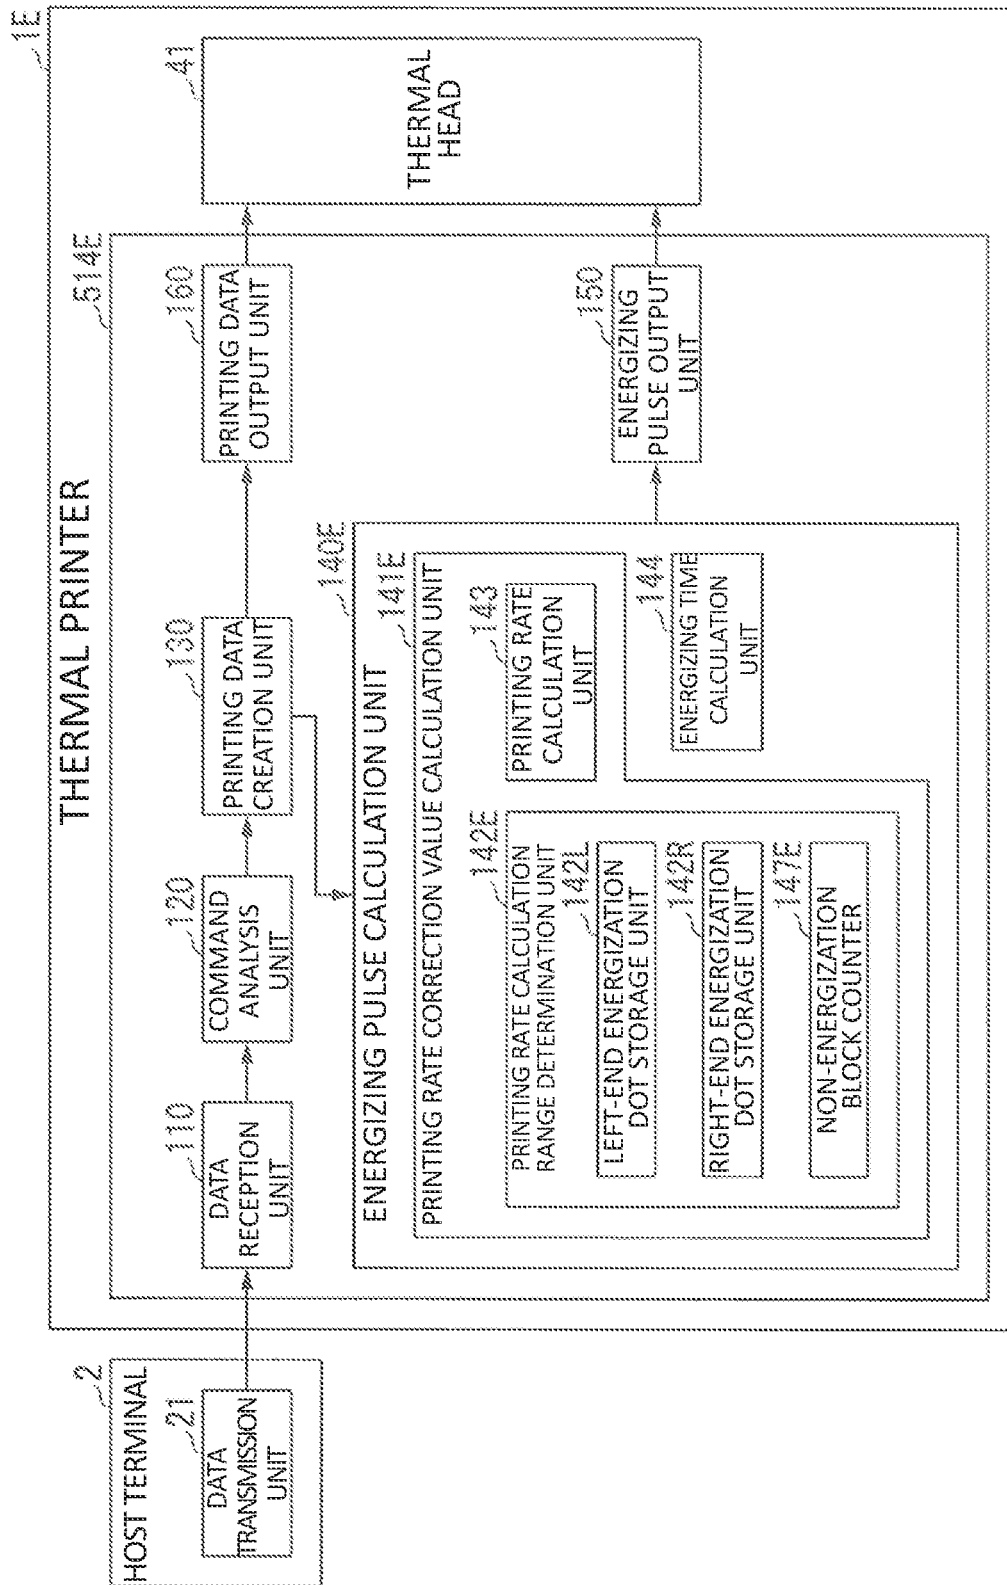 HOST TERMINAL
2
DATA
TRANSMISSION
UNIT
21
THERMAL PRINTER
1E
514E
DATA
RECEPTION
UNIT
110
COMMAND
ANALYSIS
UNIT
120
PRINTING DATA
CREATION UNIT
130
PRINTING DATA
OUTPUT UNIT
160
THERMAL
HEAD
41
ENERGIZING PULSE CALCULATION UNIT
140E
PRINTING RATE CORRECTION VALUE CALCULATION UNIT
141E
PRINTING RATE CALCULATION
RANGE DETERMINATION UNIT
142E
LEFT-END ENERGIZATION
DOT STORAGE UNIT
142L
RIGHT-END ENERGIZATION
DOT STORAGE UNIT
142R
NON-ENERGIZATION
BLOCK COUNTER
147E
PRINTING RATE
CALCULATION
UNIT
143
ENERGIZING TIME
CALCULATION
UNIT
144
ENERGIZING
PULSE OUTPUT
UNIT
150